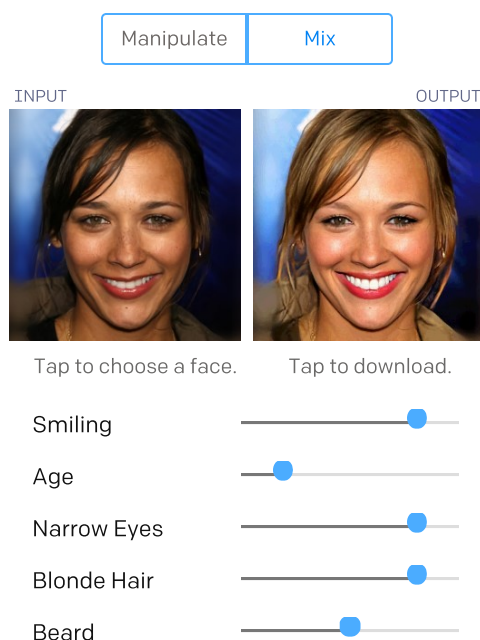 Manipulate Mix
INPUT OUTPUT
Tap to choose a face. Tap to download.
Smiling
Age
Narrow Eyes
Blonde Hair
Beard